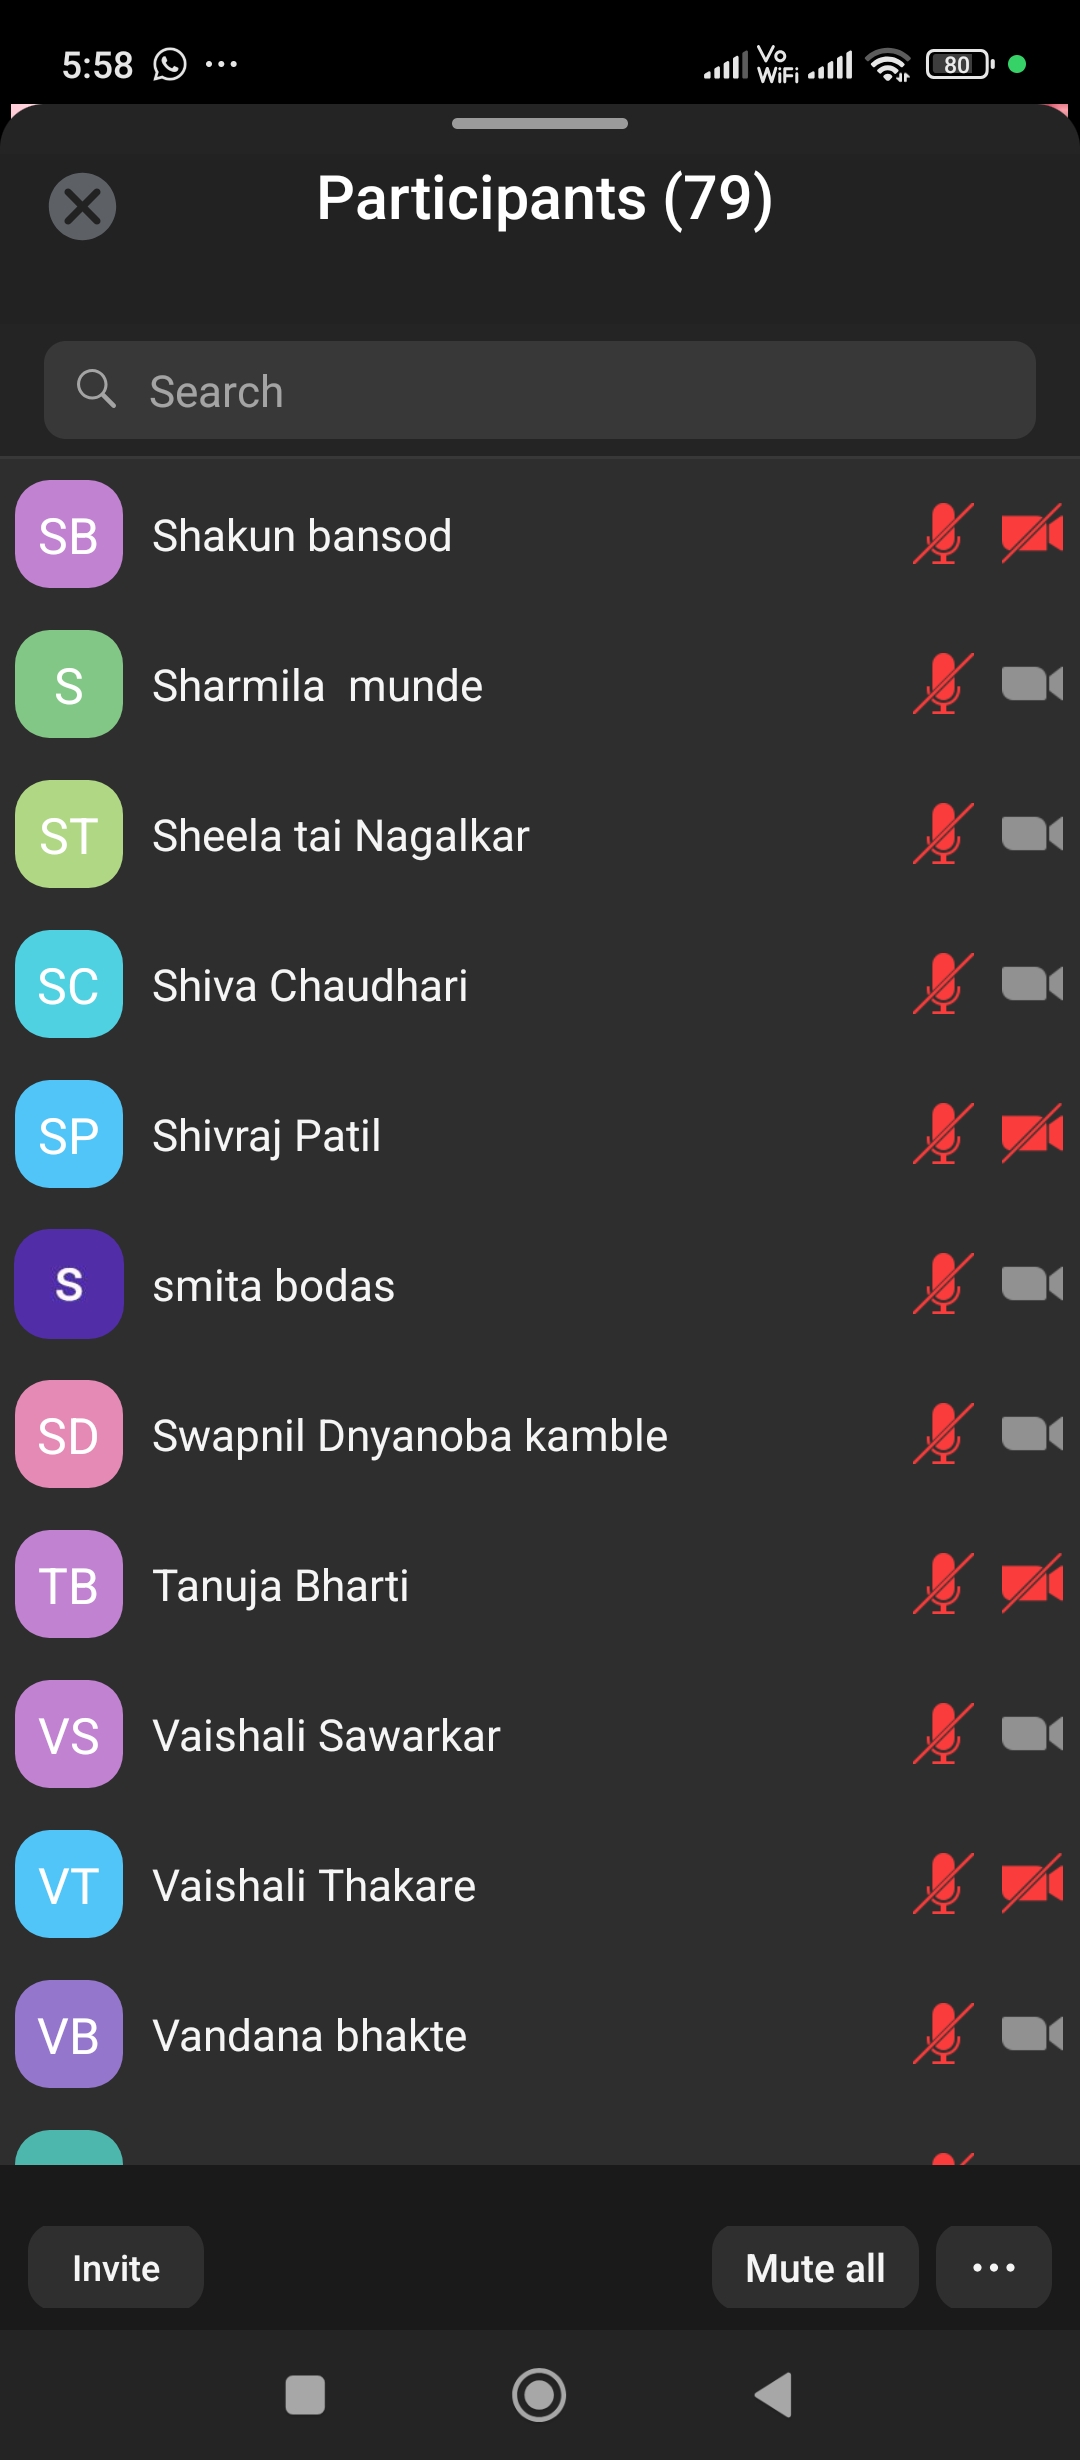 5:58
Vo
WiFi
80
Participants (79)
Search
SB Shakun bansod
S Sharmila  munde
ST Sheela tai Nagalkar
SC Shiva Chaudhari
SP Shivraj Patil
S smita bodas
SD Swapnil Dnyanoba kamble
TB Tanuja Bharti
VS Vaishali Sawarkar
VT Vaishali Thakare
VB Vandana bhakte
Invite Mute all